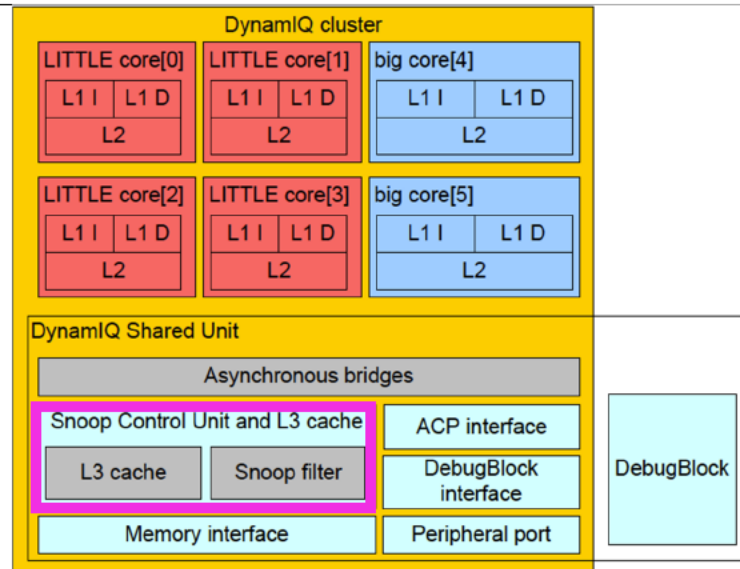 DynamIQ cluster
LITTLE core[0]
L1 I
L1 D
L2
LITTLE core[1]
L1 I
L1 D
L2
big core[4]
L1 I
L1 D
L2
LITTLE core[2]
L1 I
L1 D
L2
LITTLE core[3]
L1 I
L1 D
L2
big core[5]
L1 I
L1 D
L2
DynamIQ Shared Unit
Asynchronous bridges
Snoop Control Unit and L3 cache
L3 cache
Snoop filter
ACP interface
DebugBlock
interface
Memory interface
Peripheral port
DebugBlock